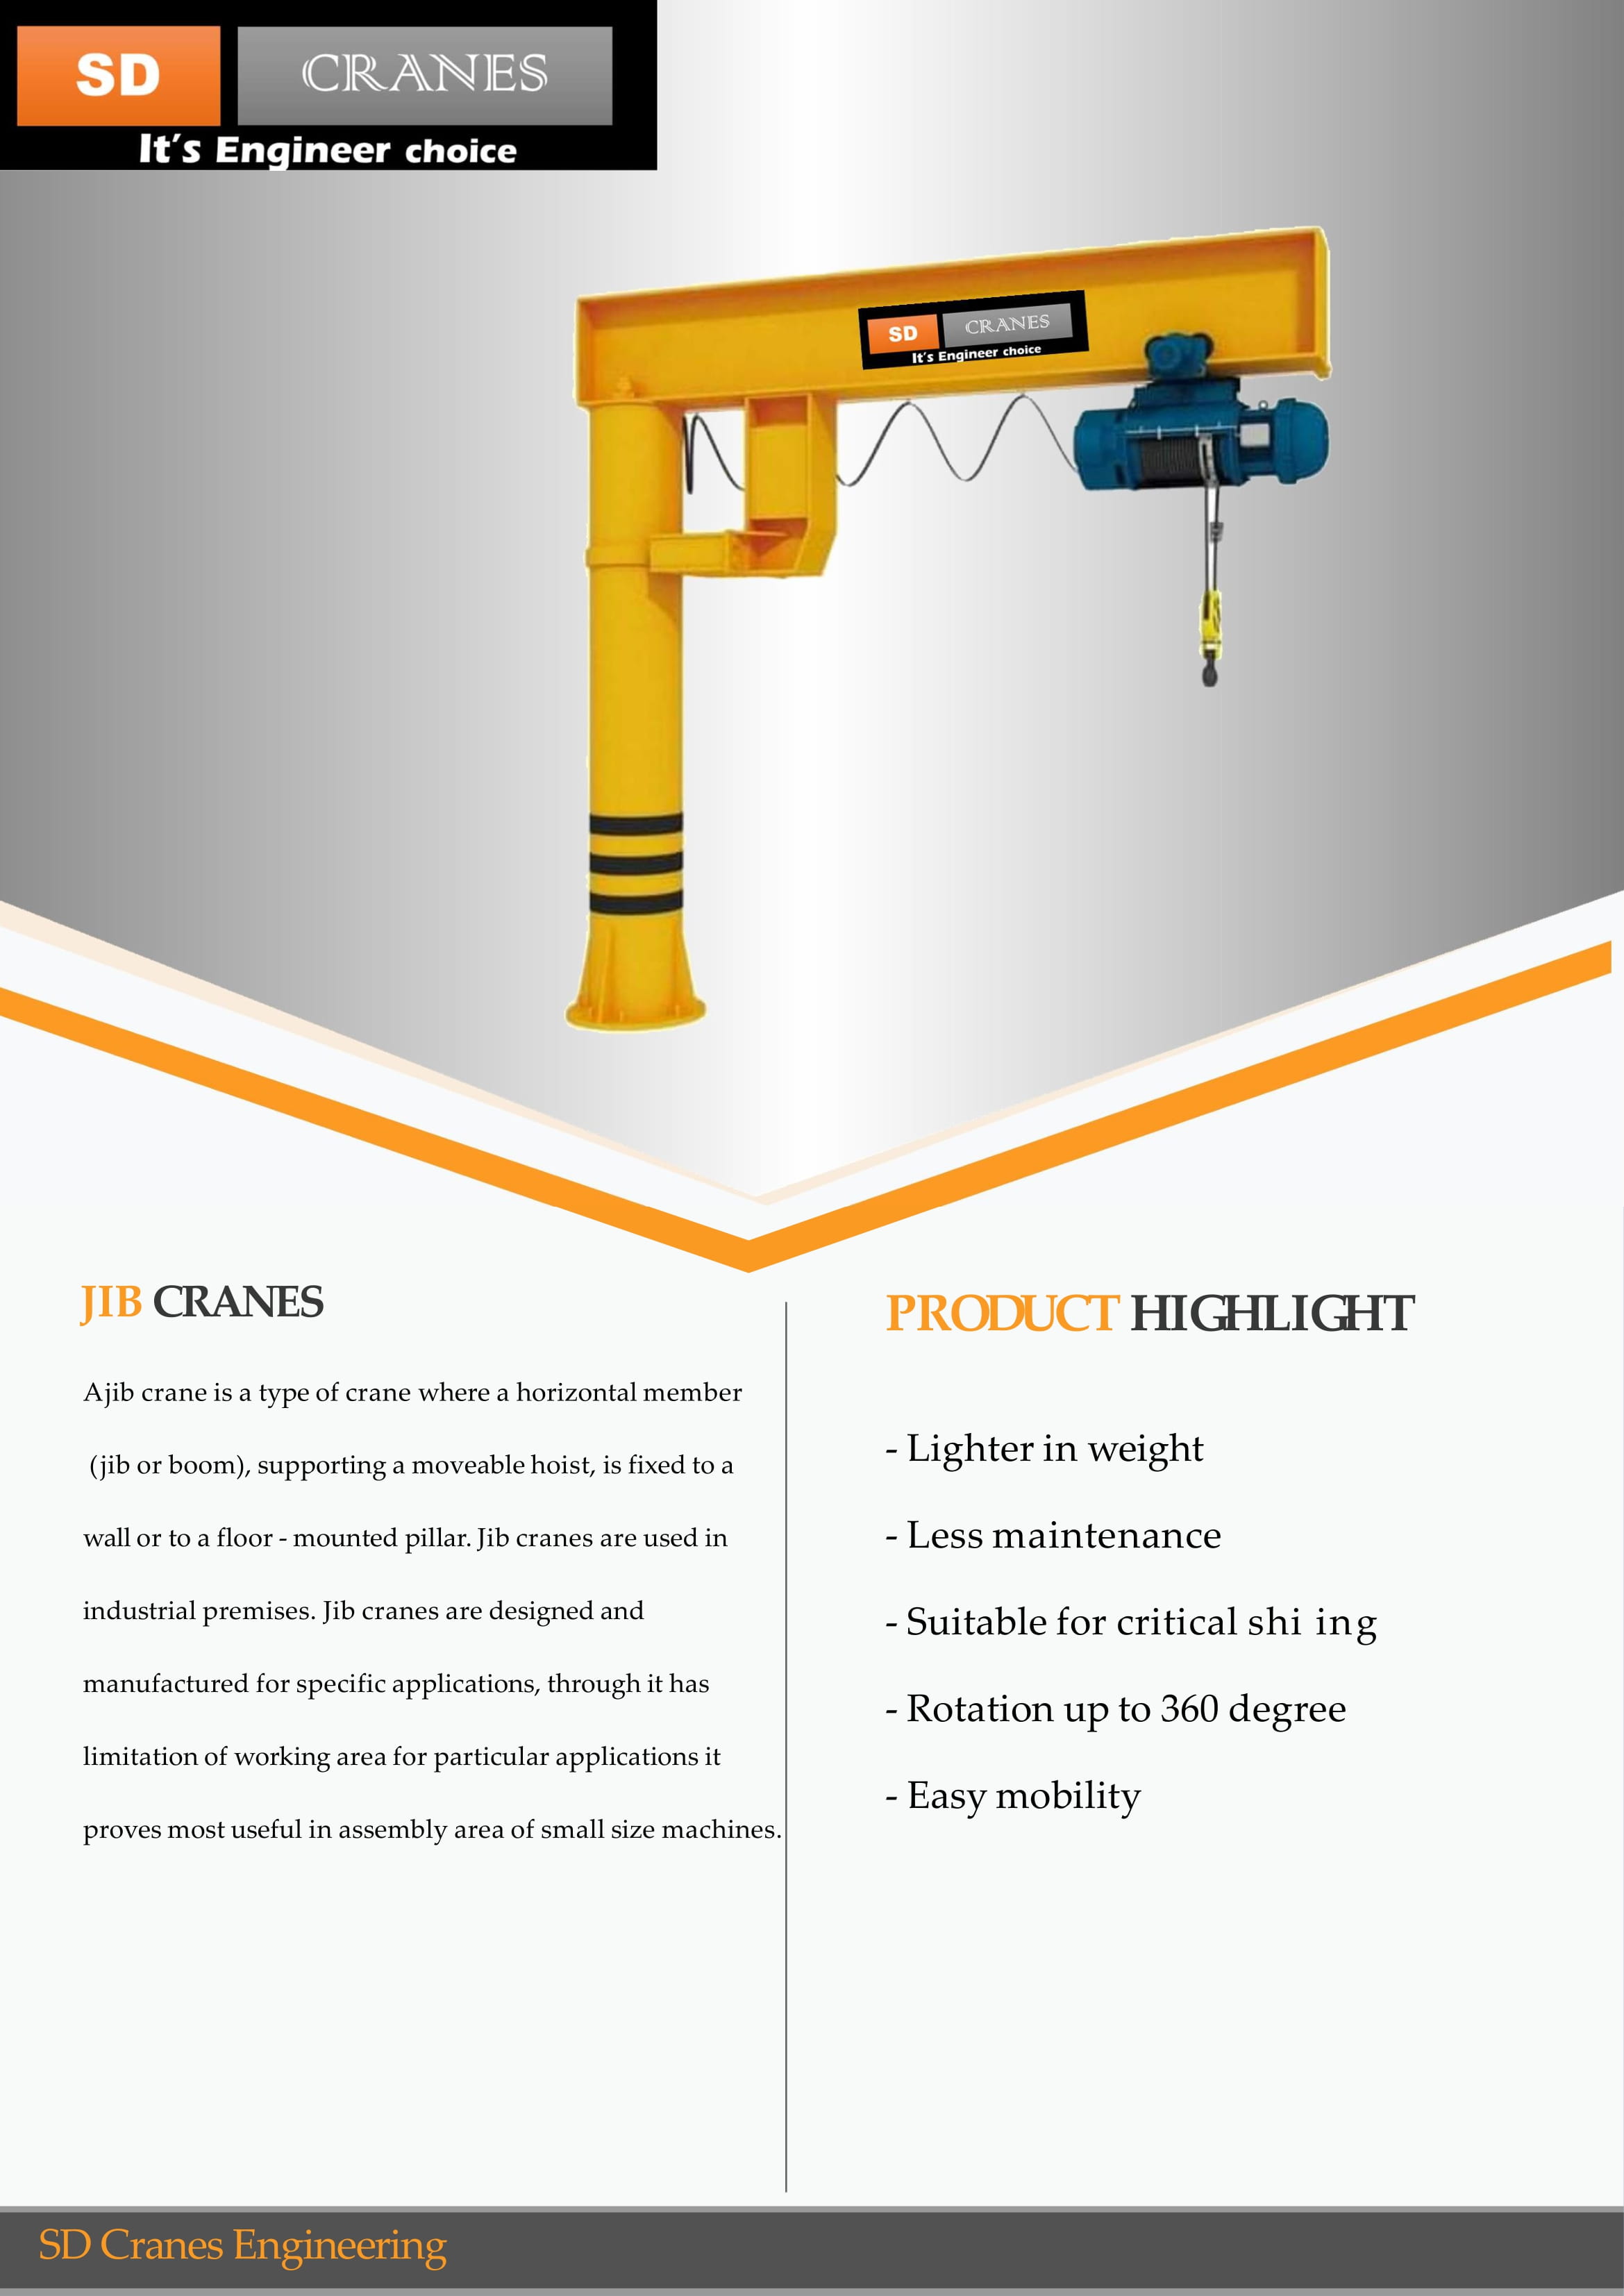 SD CRANES
It's Engineer choice
SD CRANES
It's Engineer choice
JIB CRANES
Ajib crane is a type of crane where a horizontal member
(jib or boom), supporting a moveable hoist, is fixed to a
wall or to a floor - mounted pillar. Jib cranes are used in
industrial premises. Jib cranes are designed and
manufactured for specific applications, through it has
limitation of working area for particular applications it
proves most useful in assembly area of small size machines.
PRODUCT HIGHLIGHT
- Lighter in weight
- Less maintenance
- Suitable for critical shi ing
- Rotation up to 360 degree
- Easy mobility
SD Cranes Engineering